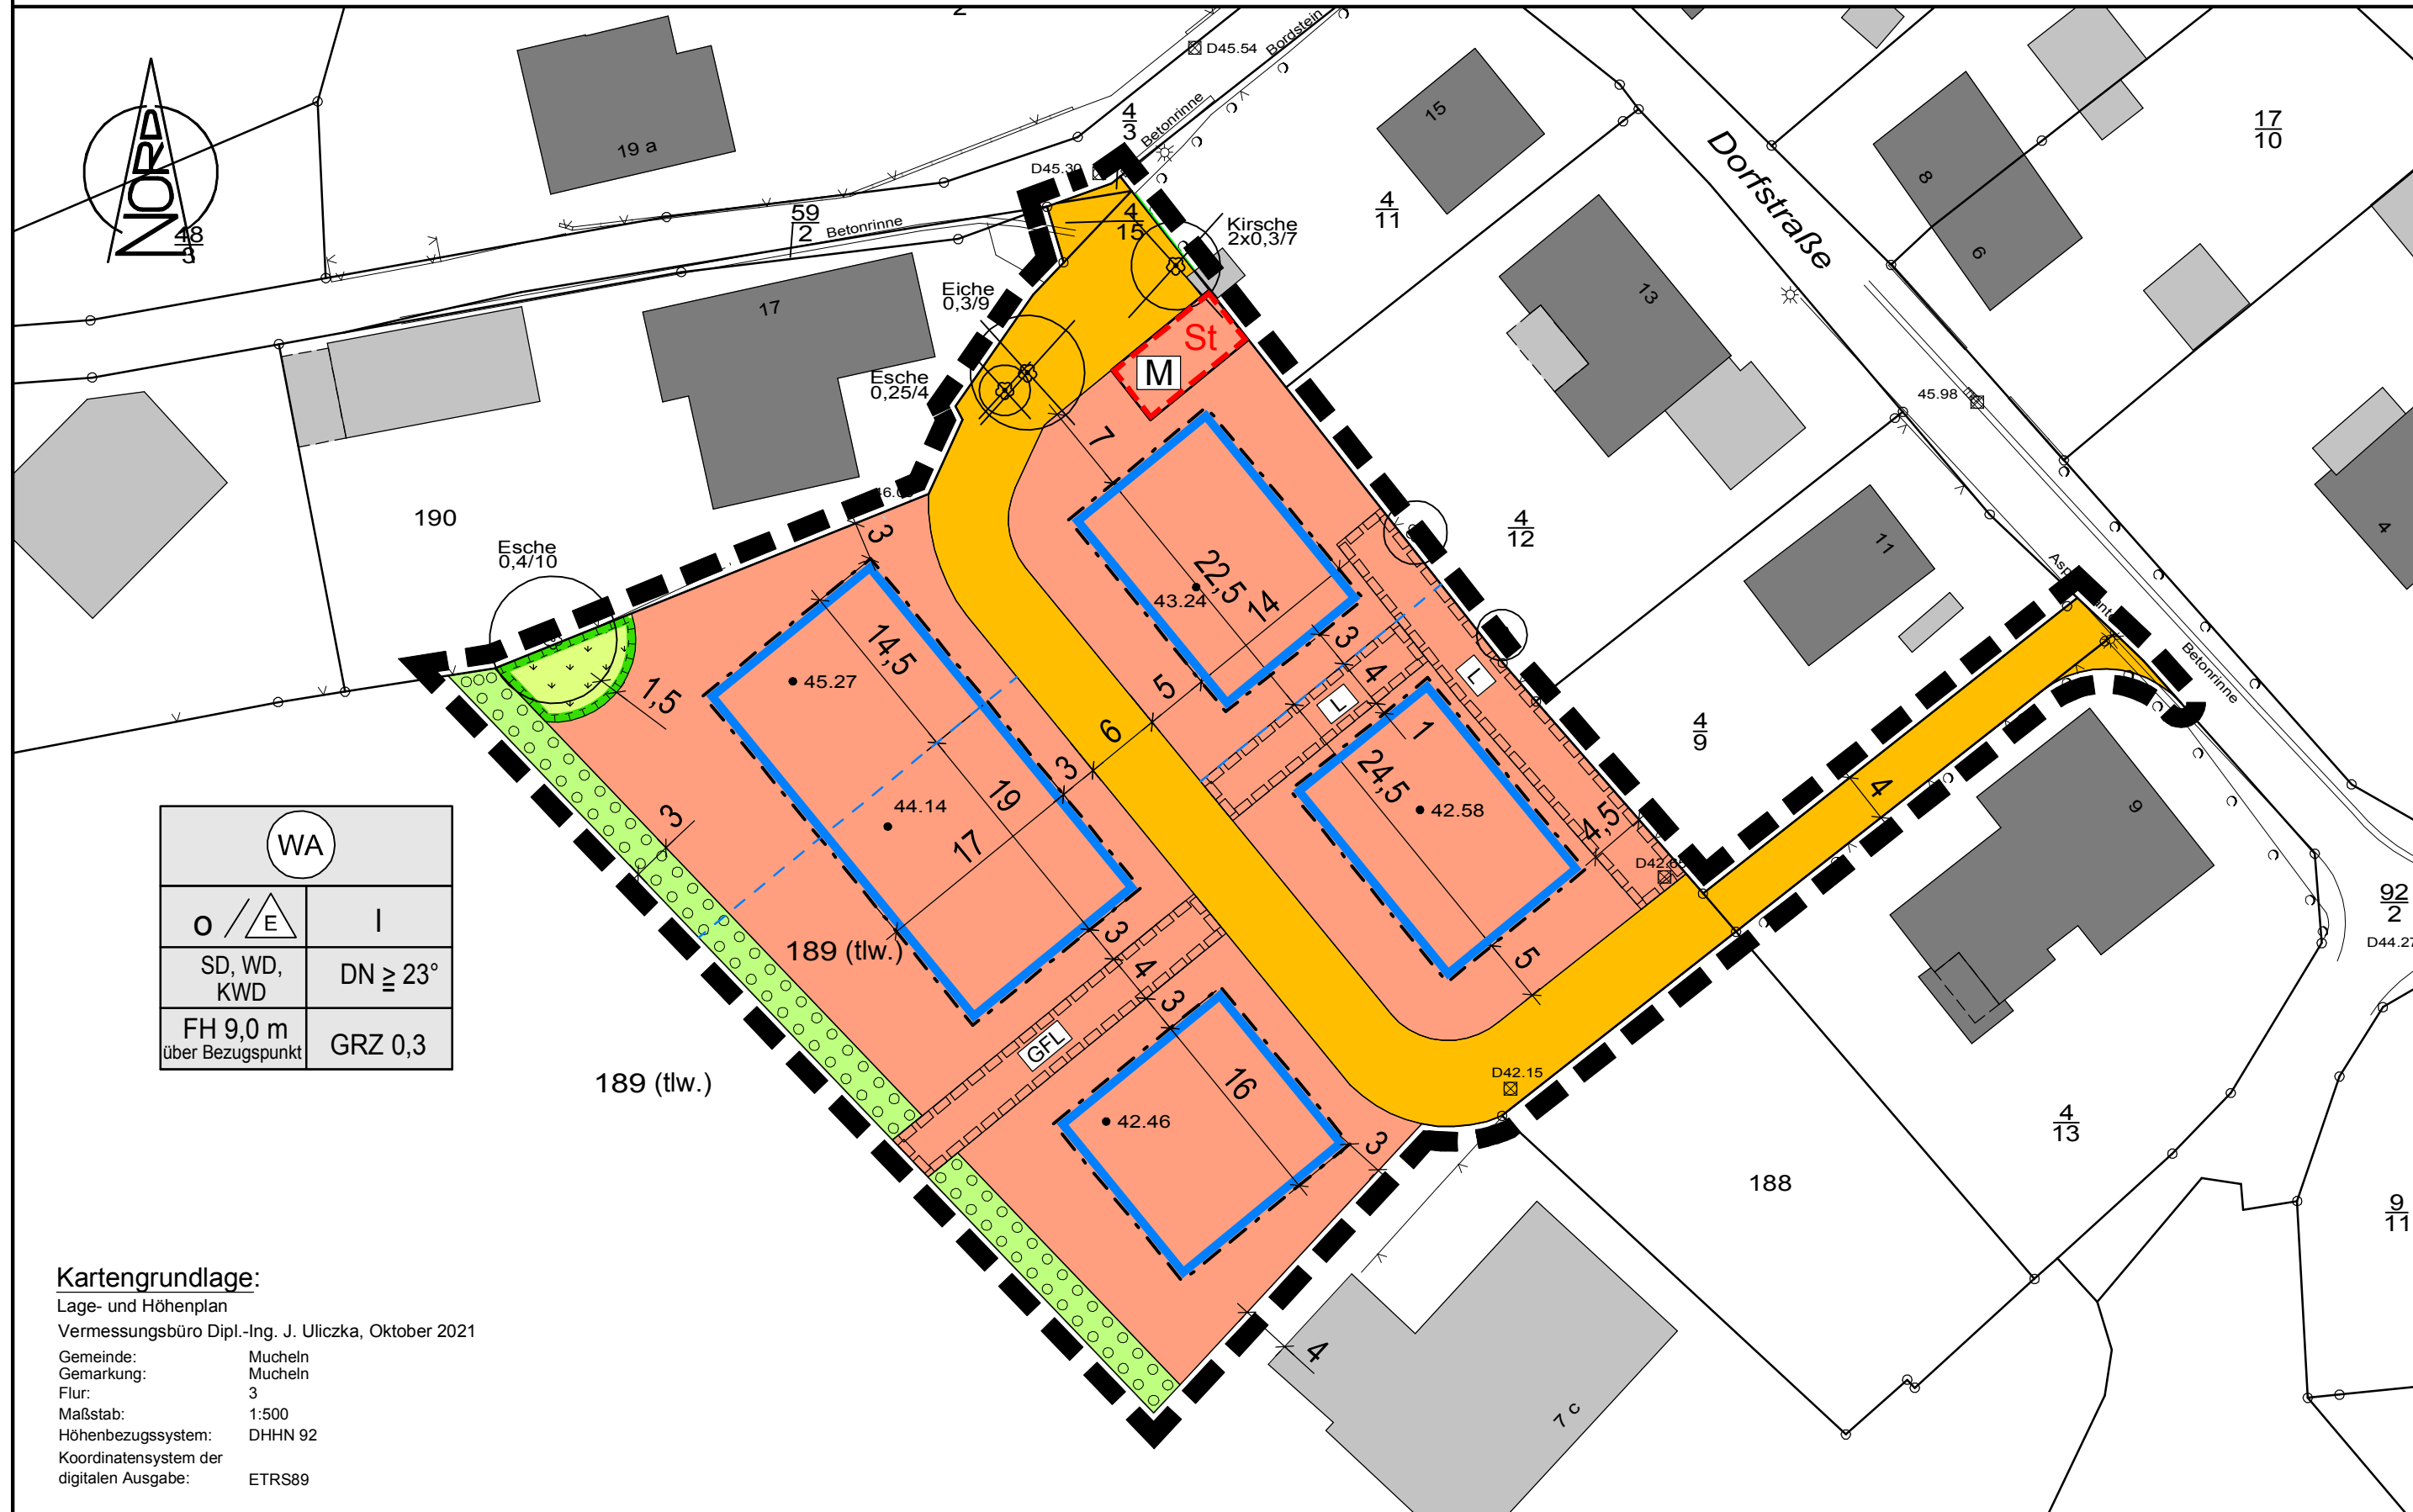 2
D45.54
Bordstein
NORD
48
3
19 a
4
3
Betonrinne
D45.30
59
2
Betonrinne
4
15
Kirsche
2x0,3/7
4
11
15
Dorfstraße
8
6
17
10
17
Eiche
0,3/9
Esche
0,25/4
St
M
13
45.98
4
190
Esche
0,4/10
3
7
22,5
14
43.24
4
12
11
1,5
14,5
45.27
3
4
L
L
1
5
6
3
44.14
19
17
3
24,5
42.58
4,5
4
9
4
9
Betonrinne
WA
o / E
I
SD, WD,
KWD
DN ≧ 23°
FH 9,0 m
über Bezugspunkt
GRZ 0,3
189 (tlw.)
3
4
3
5
92
2
D44.27
GFL
189 (tlw.)
16
42.46
3
D42.15
4
13
188
9
11
4
7 c
Kartengrundlage:
Lage- und Höhenplan
Vermessungsbüro Dipl.-Ing. J. Uliczka, Oktober 2021
Gemeinde: Mucheln
Gemarkung: Mucheln
Flur: 3
Maßstab: 1:500
Höhenbezugssystem: DHHN 92
Koordinatensystem der
digitalen Ausgabe: ETRS89